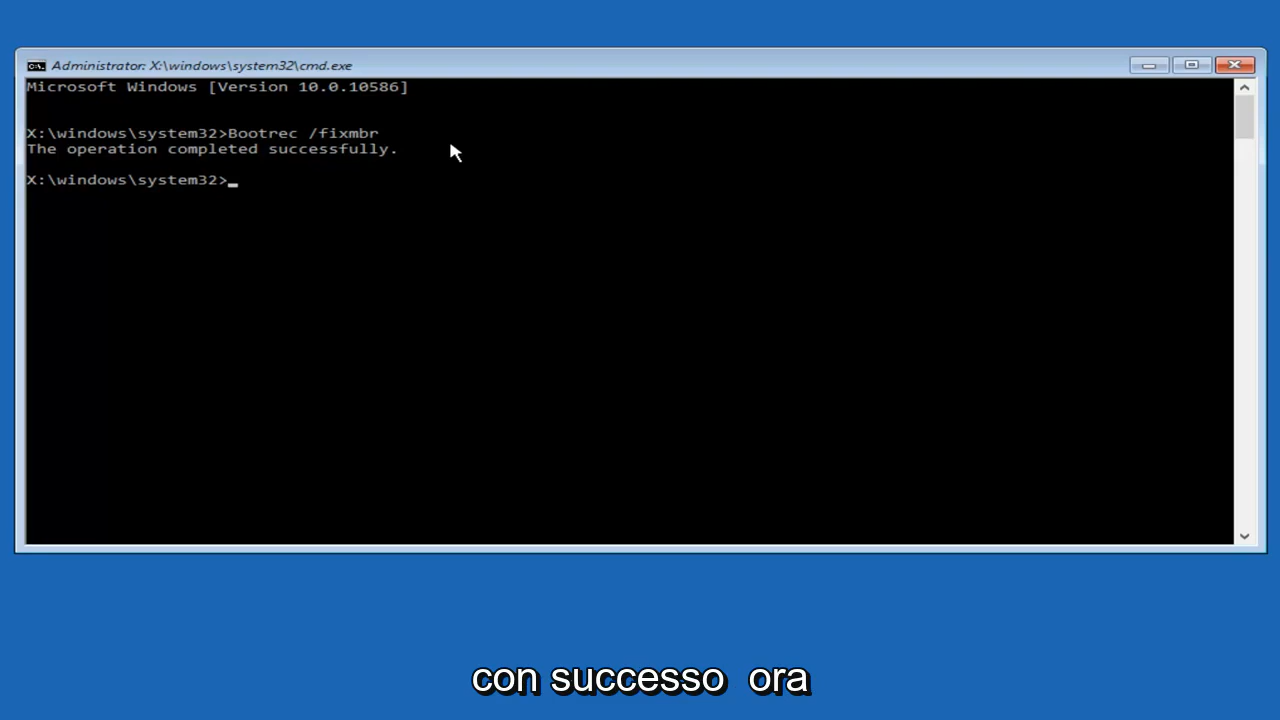 Administrator: X:\windows\system32\cmd.exe
Microsoft Windows [Version 10.0.10586]
X:\windows\system32>Bootrec /fixmbr
The operation completed successfully.
X:\windows\system32>
con successo ora